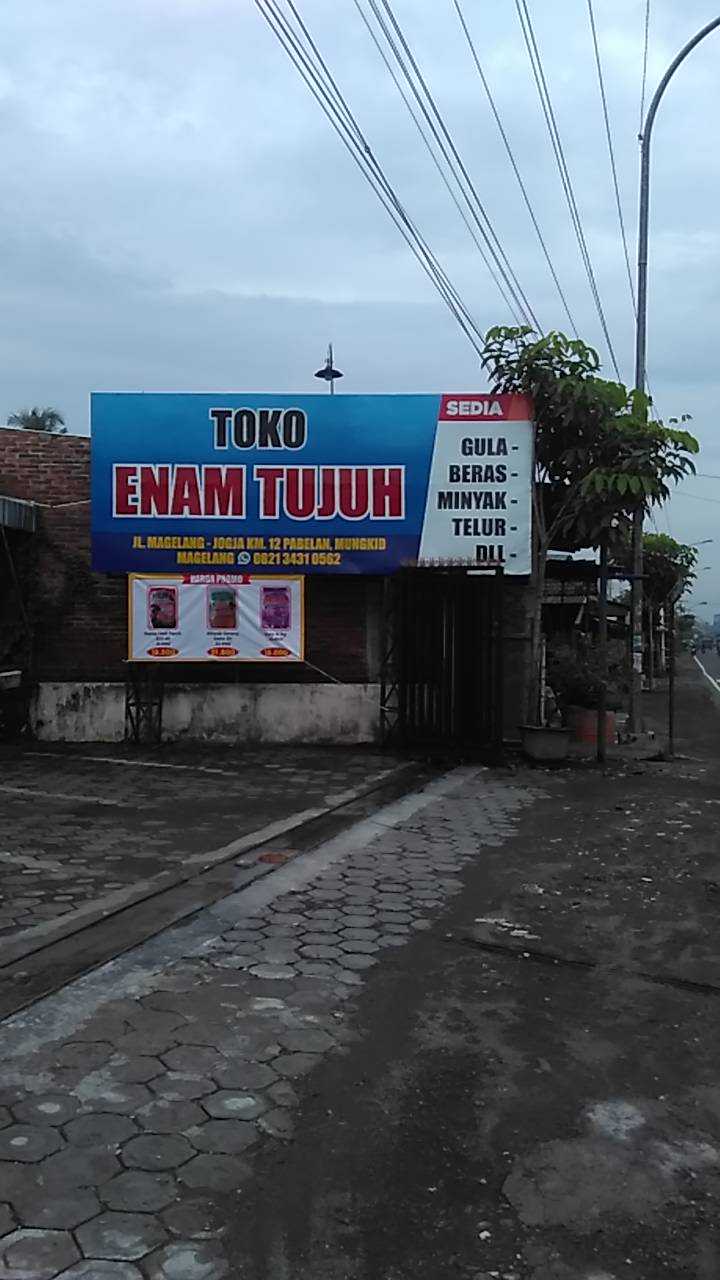 TOKO
ENAM TUJUH
JL. MAGELANG - JOGJA KM. 12 PABELAN, MUNGKID
MAGELANG 0821 3431 0562
SEDIA
GULA -
BERAS -
MINYAK -
TELUR -
DLL -
HARGA PROMO